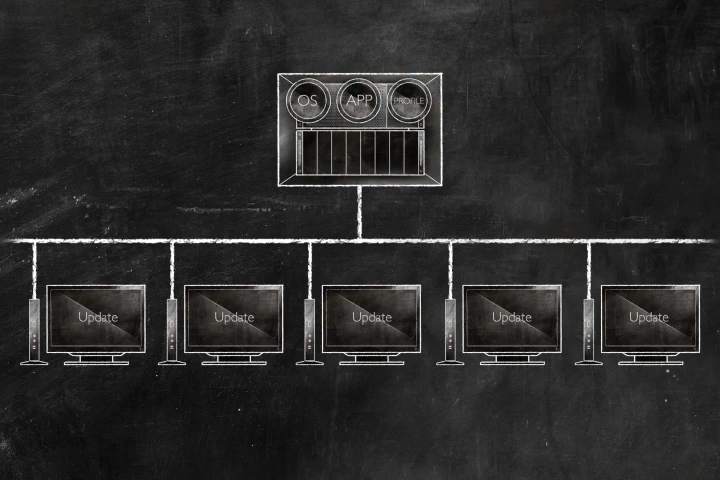 OS
APP
PROFILE
Update
Update
Update
Update
Update